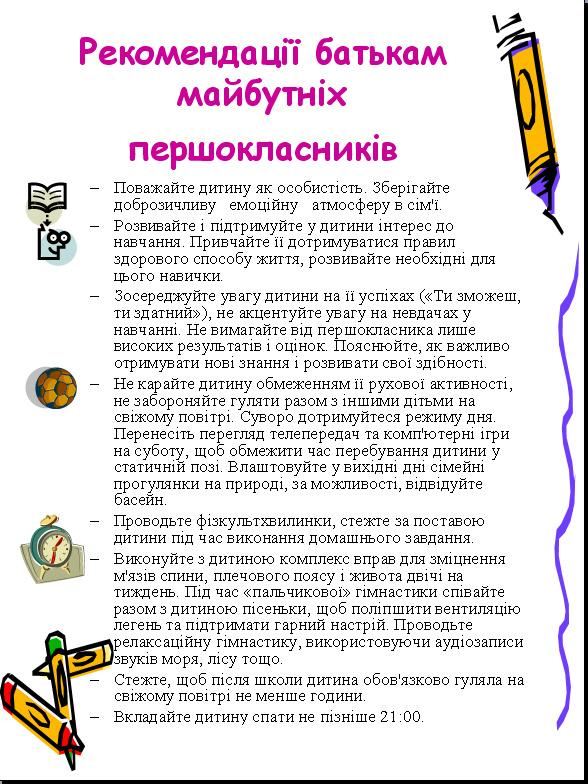 Рекомендації батькам
майбутніх
першокласників
– Поважайте дитину як особистість. Зберігайте
доброзичливу емоційну атмосферу в сім'ї.
– Розвивайте і підтримуйте у дитини інтерес до
навчання. Привчайте її дотримуватися правил
здорового способу життя, розвивайте необхідні для
цього навички.
– Зосереджуйте увагу дитини на її успіхах («Ти зможеш,
ти здатний»), не акцентуйте увагу на невдачах у
навчанні. Не вимагайте від першокласника лише
високих результатів і оцінок. Пояснюйте, як важливо
отримувати нові знання і розвивати свої здібності.
– Не карайте дитину обмеженням її рухової активності,
не забороняйте гуляти разом з іншими дітьми на
свіжому повітрі. Суворо дотримуйтеся режиму дня.
Перенесіть перегляд телепередач та комп'ютерні ігри
на суботу, щоб обмежити час перебування дитини у
статичній позі. Влаштовуйте у вихідні дні сімейні
прогулянки на природі, за можливості, відвідуйте
басейн.
– Проводьте фізкультхвилинки, стежте за поставою
дитини під час виконання домашнього завдання.
– Виконуйте з дитиною комплекс вправ для зміцнення
м'язів спини, плечового поясу і живота двічі на
тиждень. Під час «пальчикової» гімнастики співайте
разом з дитиною пісеньки, щоб поліпшити вентиляцію
легень та підтримати гарний настрій. Проводьте
релаксаційну гімнастику, використовуючи аудіозаписи
звуків моря, лісу тощо.
– Стежте, щоб після школи дитина обов'язково гуляла на
свіжому повітрі не менше години.
– Вкладайте дитину спати не пізніше 21:00.